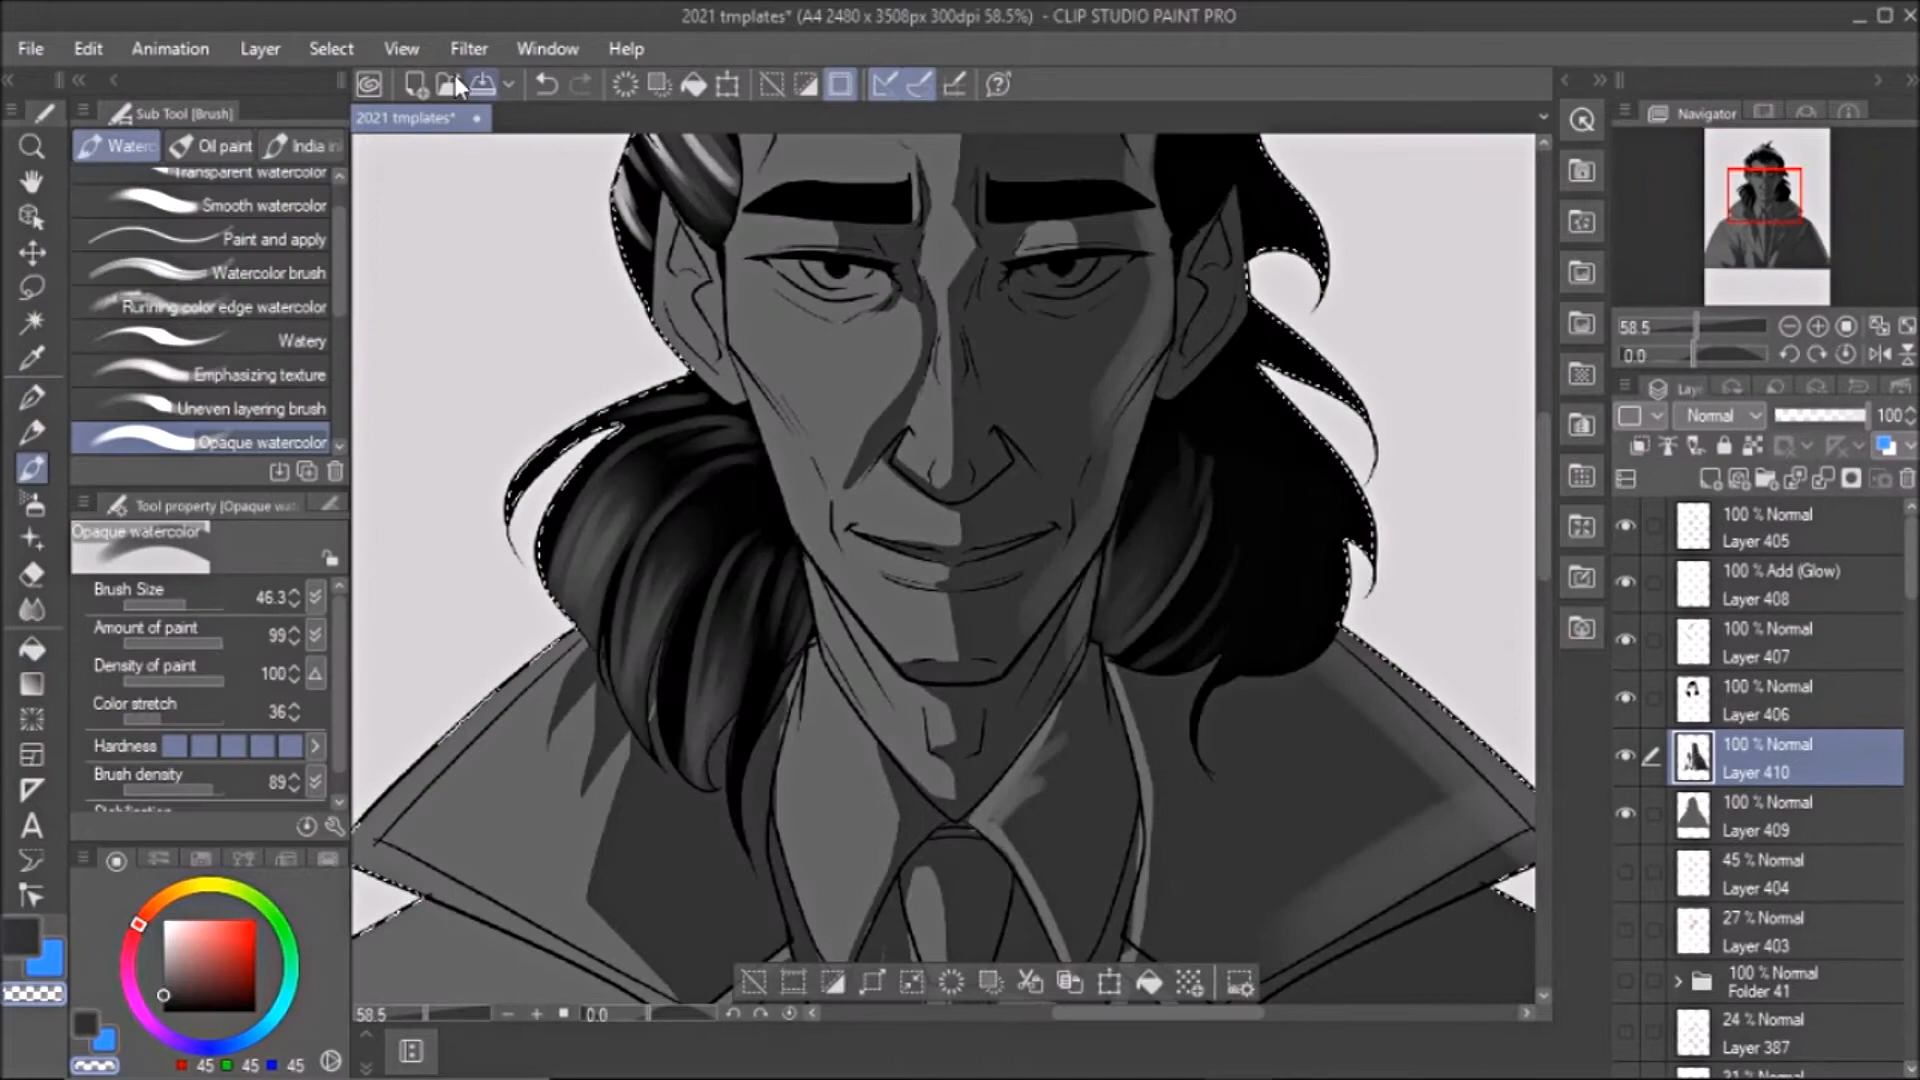 2021 tmplates* (A4 2480 x 3508px 300dpi 58.5%) - CLIP STUDIO PAINT PRO
File Edit Animation Layer Select View Filter Window Help
Sub Tool [Brush]
Oil paint
Transparent watercolor
Smooth watercolor
Paint and apply
Watercolor brush
Running color edge watercolor
Watery
Emphasizing texture
Uneven layering brush
Opaque watercolor
Tool property [Opaque
Opaque watercolor
Brush Size 46.3
Amount of paint 99
Density of paint 100
Color stretch 36
Hardness
Brush density 89
45 45 45
2021 tmplates*
58.5 0.0
Navigator
58.5
0.0
Normal 100
100 % Normal
Layer 405
100 % Add (Glow)
Layer 408
100 % Normal
Layer 407
100 % Normal
Layer 406
100 % Normal
Layer 410
100 % Normal
Layer 409
45 % Normal
Layer 404
27 % Normal
Layer 403
100 % Normal
Folder 41
24 % Normal
Layer 387